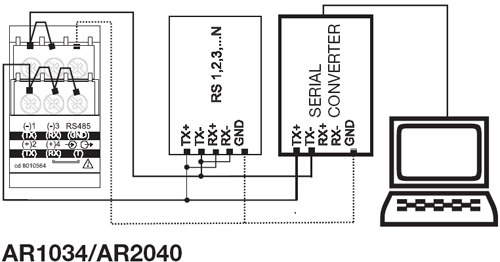 (-)1 (-)3 RS485
(TX) (RX) (GND)
(+)2 (+)4
(TX) (RX) (T)
cd 8010564
RS 1,2,3,...N
TX+
TX-
RX+
RX-
GND
SERIAL
CONVERTER
TX+
TX-
RX+
RX-
GND
AR1034/AR2040